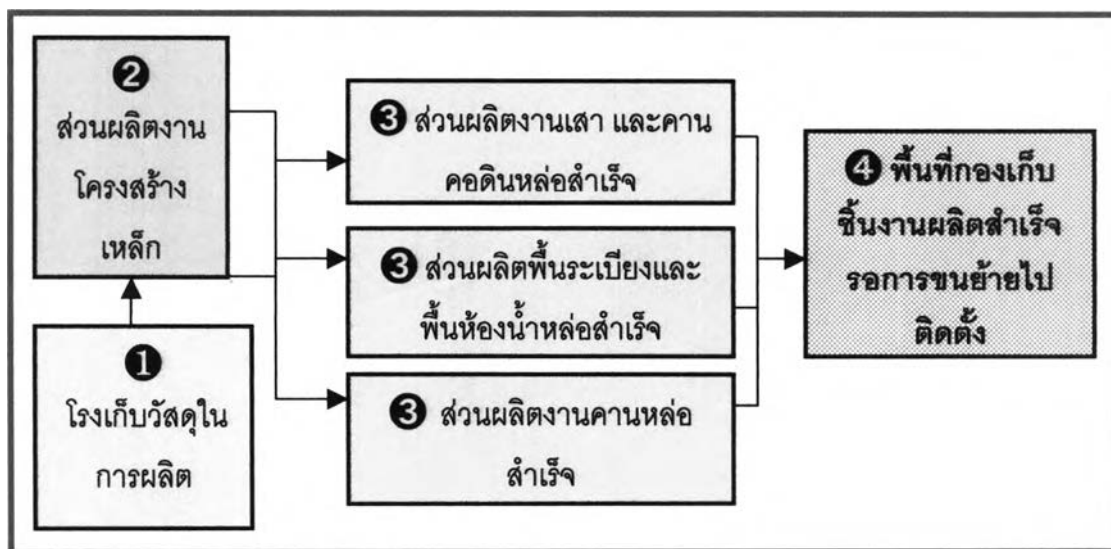 ❷
ส่วนผลิตงาน
โครงสร้าง
เหล็ก
❶
โรงเก็บวัสดุใน
การผลิต
❸ ส่วนผลิตงานเสา และคาน
คอดินหล่อสำเร็จ
❸ ส่วนผลิตพื้นระเบียงและ
พื้นห้องน้ำหล่อสำเร็จ
❸ ส่วนผลิตงานคานหล่อ
สำเร็จ
❹ พื้นที่กองเก็บ
ชิ้นงานผลิตสำเร็จ
รอการขนย้ายไป
ติดตั้ง